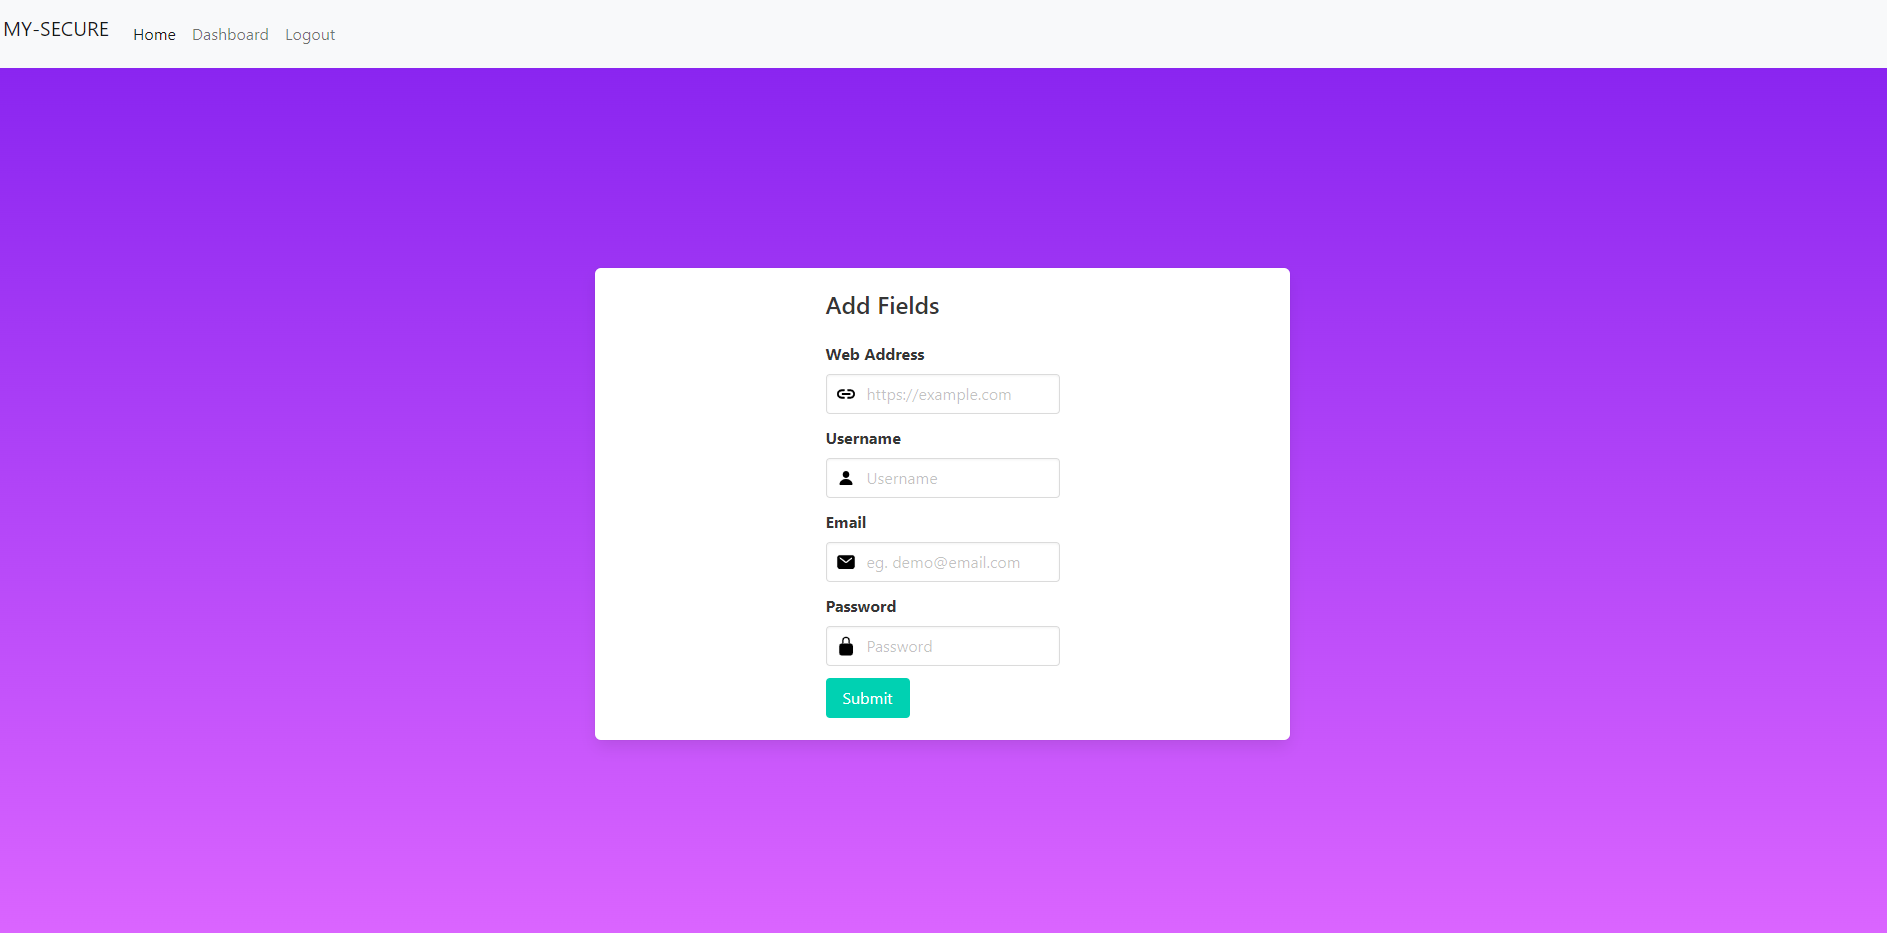 MY-SECURE Home Dashboard Logout
Add Fields
Web Address
https://example.com
Username
Username
Email
eg. demo@email.com
Password
Password
Submit